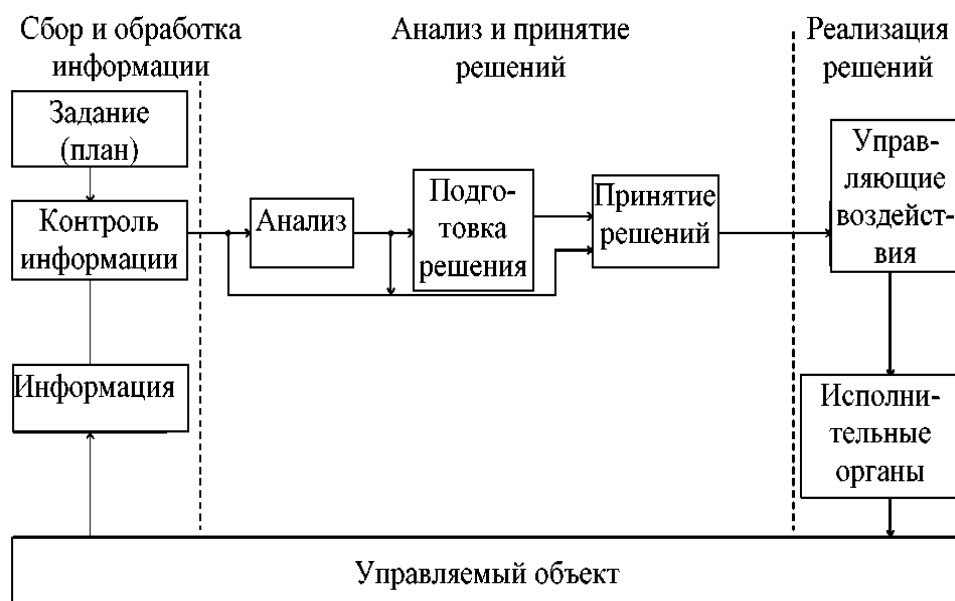 Сбор и обработка
информации
Анализ и принятие
решений
Реализация
решений
Задание
(план)
Контроль
информации
Информация
Анализ
Подго-
товка
решения
Принятие
решений
Управ-
ляющие
воздейст-
вия
Исполни-
тельные
органы
Управляемый объект